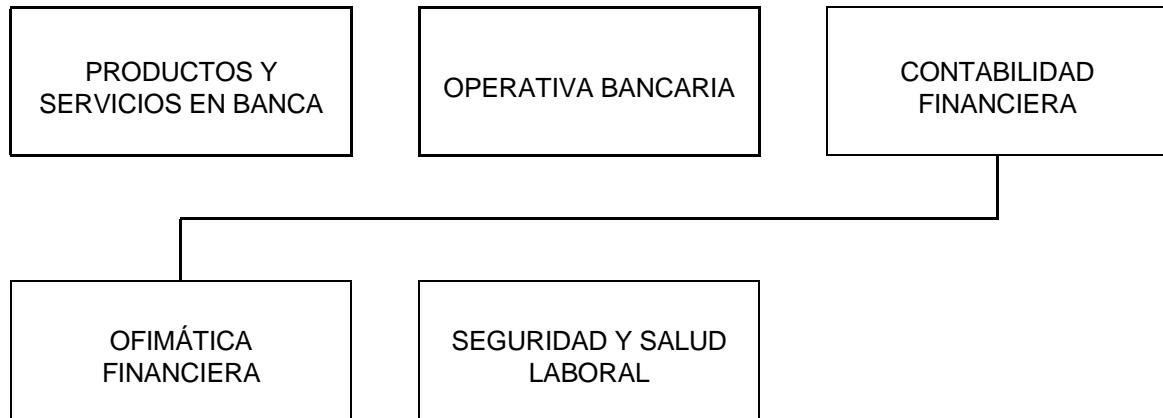 PRODUCTOS Y
SERVICIOS EN BANCA
OPERATIVA BANCARIA
CONTABILIDAD
FINANCIERA
OFIMÁTICA
FINANCIERA
SEGURIDAD Y SALUD
LABORAL